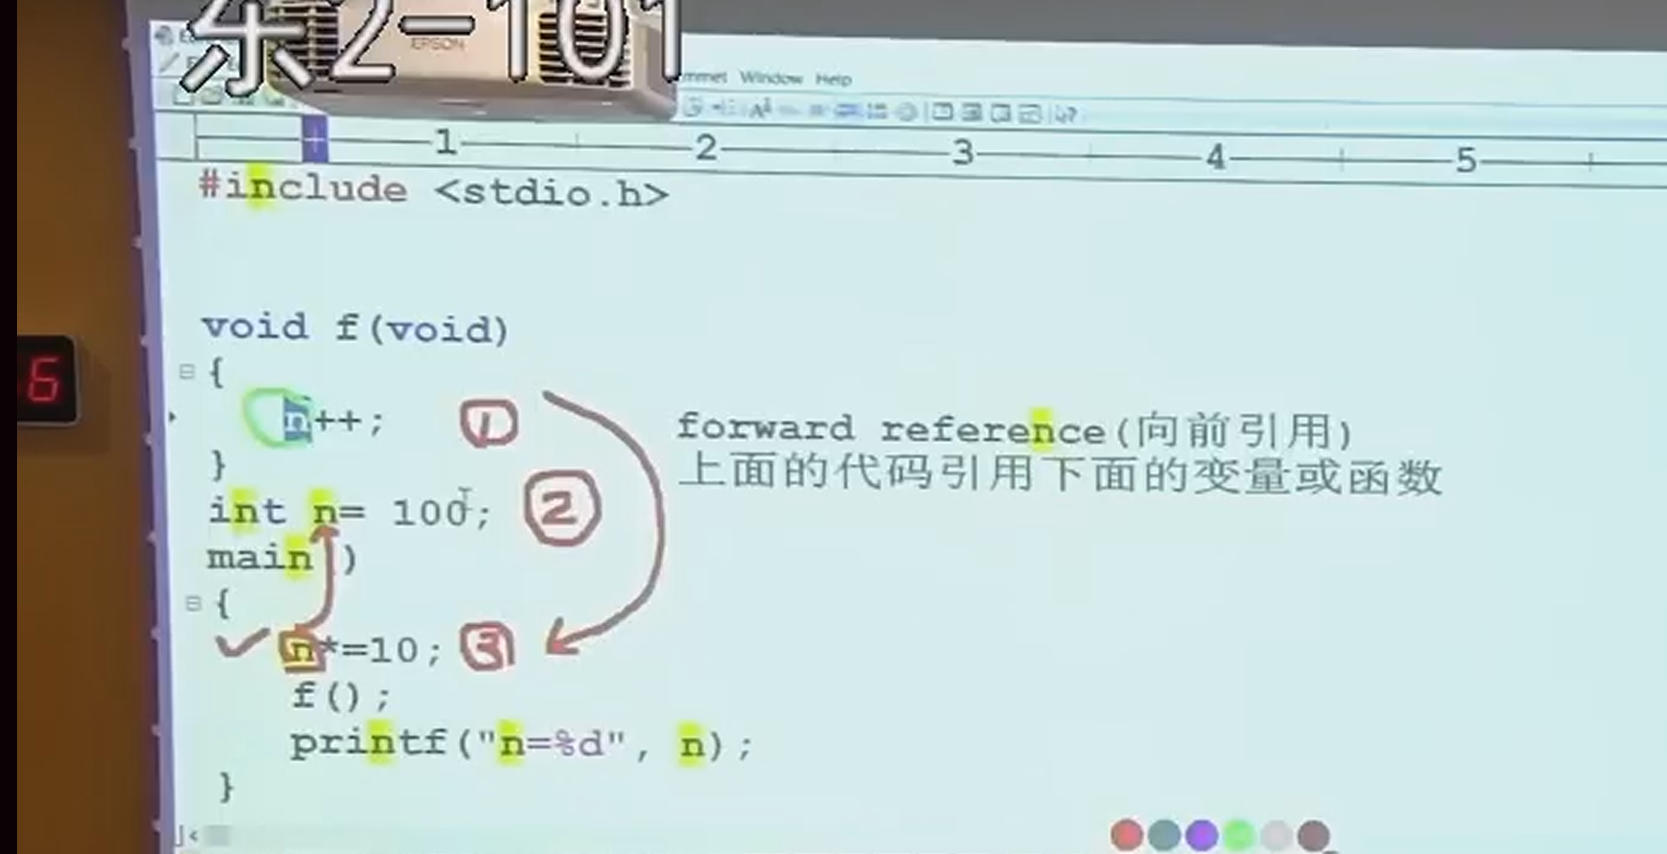 东2-101
EPSON
Window Help
1 2 3 4 5
#include <stdio.h>
void f(void)
{
6
n++; ①
forward reference(向前引用)
}
上面的代码引用下面的变量或函数
int n= 100; ②
main()
{
n*=10; ③
f();
printf("n=%d", n);
}